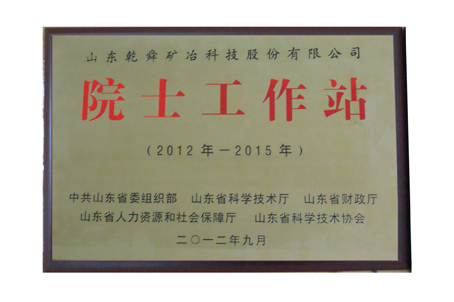 山东乾舜矿冶科技股份有限公司
院士工作站
（2012年－2015年）
中共山东省委组织部 山东省科学技术厅 山东省财政厅
山东省人力资源和社会保障厅 山东省科学技术协会
二〇一二年九月